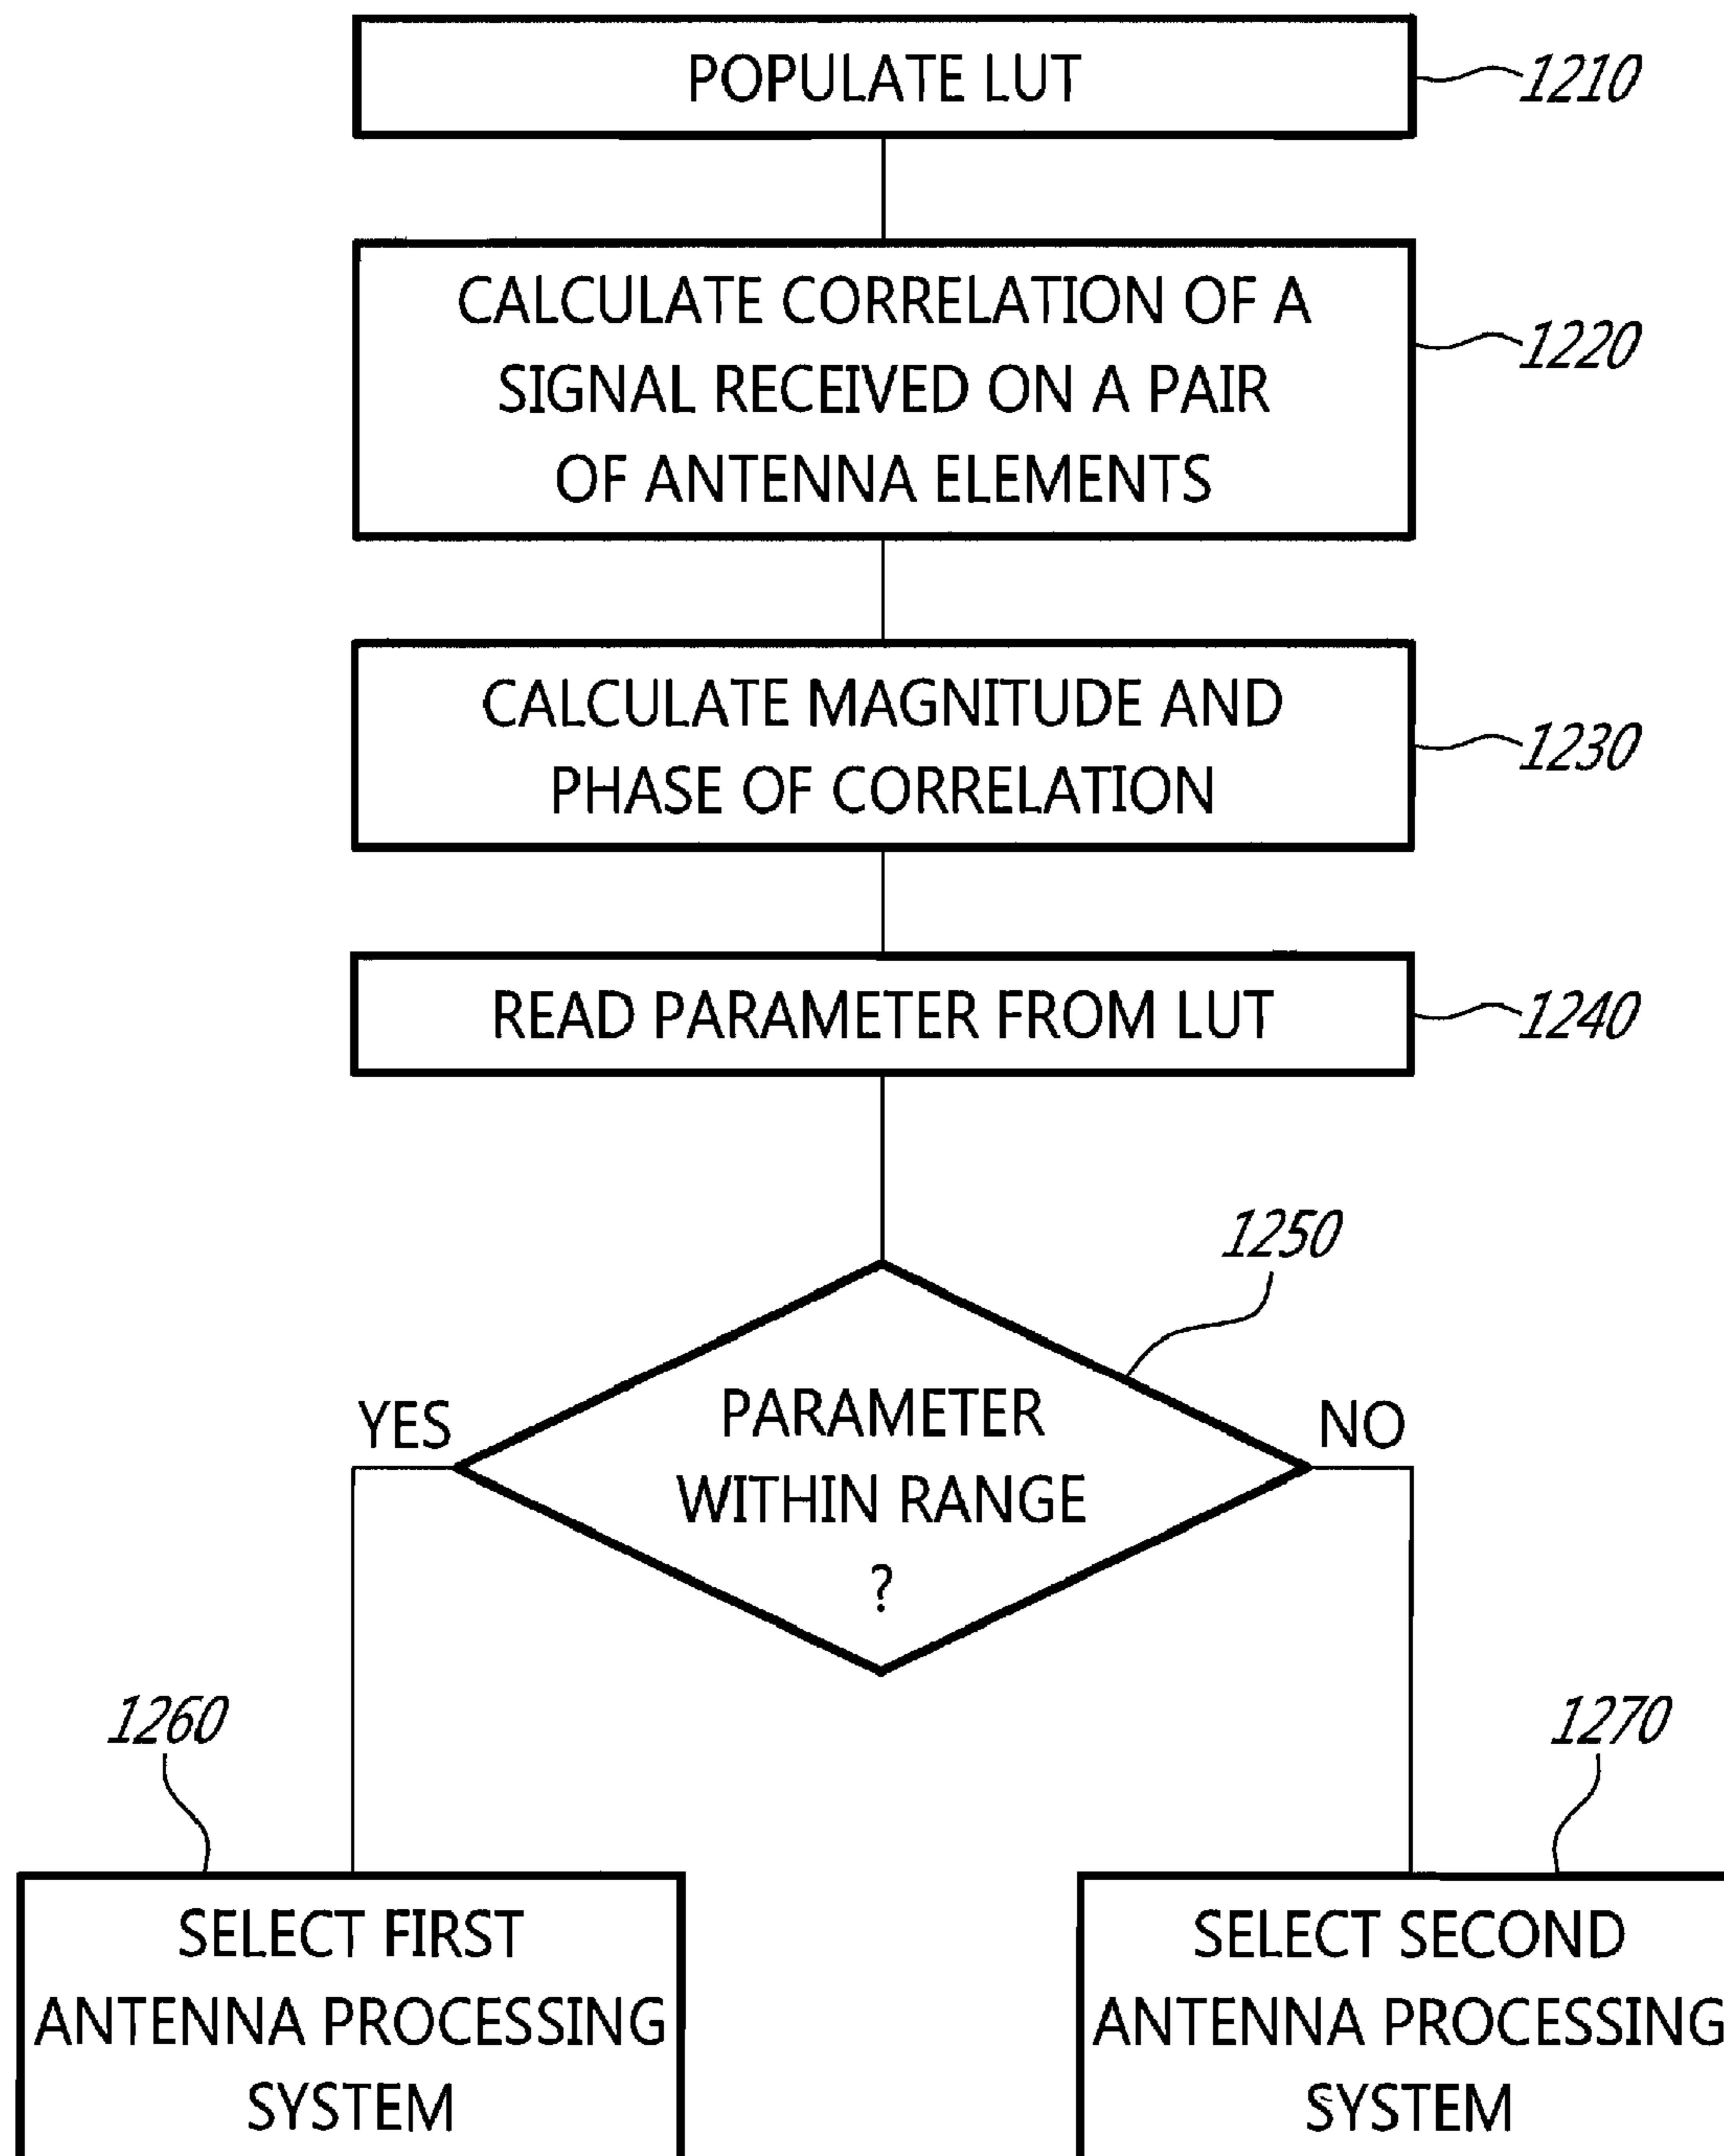 POPULATE LUT
1210
CALCULATE CORRELATION OF A
SIGNAL RECEIVED ON A PAIR
OF ANTENNA ELEMENTS
1220
CALCULATE MAGNITUDE AND
PHASE OF CORRELATION
1230
READ PARAMETER FROM LUT
1240
1250
YES
PARAMETER
WITHIN RANGE
?
NO
1260
SELECT FIRST
ANTENNA PROCESSING
SYSTEM
1270
SELECT SECOND
ANTENNA PROCESSING
SYSTEM